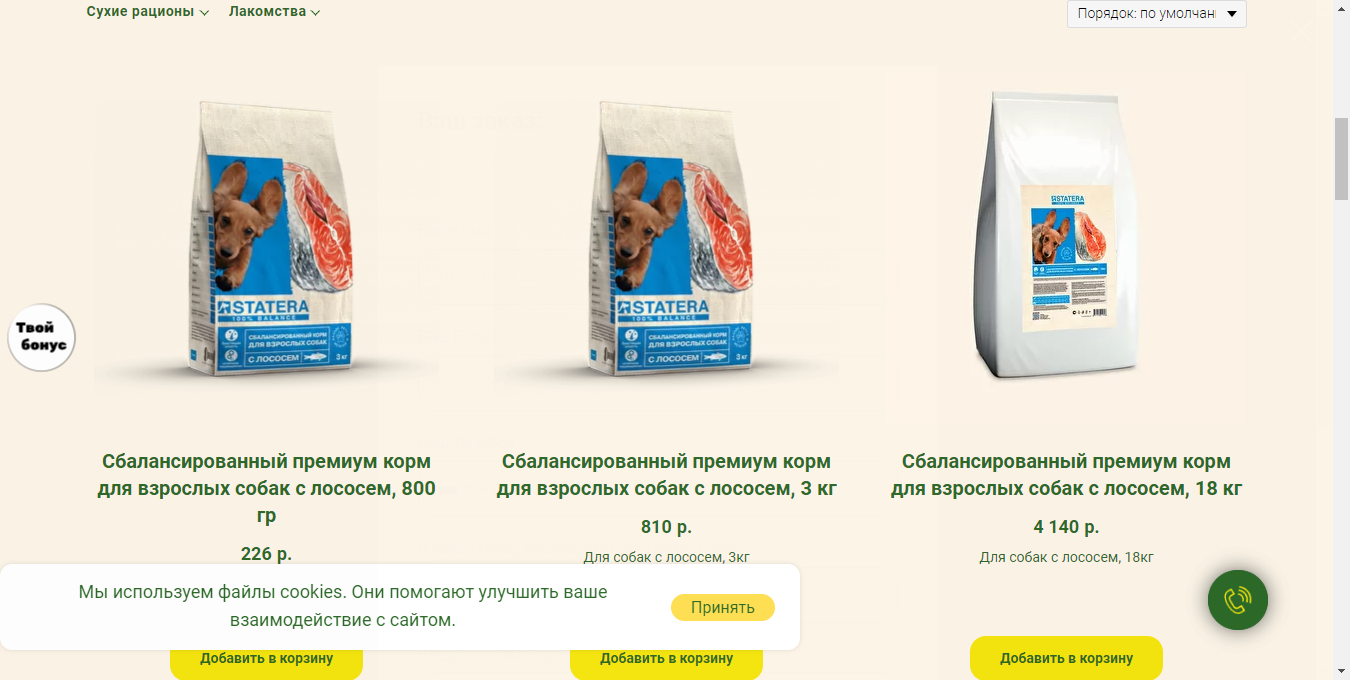 Сухие рационы
Лакомства
Порядок: по умолчан
STATERA
100% BALANCE
СБАЛАНСИРОВАННЫЙ КОРМ
ДЛЯ ВЗРОСЛЫХ СОБАК
С ЛОСОСЕМ
3 кг
STATERA
100% BALANCE
СБАЛАНСИРОВАННЫЙ КОРМ
ДЛЯ ВЗРОСЛЫХ СОБАК
С ЛОСОСЕМ
3 кг
STATERA
Твой
бонус
Сбалансированный премиум корм
для взрослых собак с лососем, 800
гр
226 р.
Сбалансированный премиум корм
для взрослых собак с лососем, 3 кг
810 р.
Для собак с лососем, 3кг
Сбалансированный премиум корм
для взрослых собак с лососем, 18 кг
4 140 р.
Для собак с лососем, 18кг
Мы используем файлы cookies. Они помогают улучшить ваше
взаимодействие с сайтом.
Принять
Добавить в корзину
Добавить в корзину
Добавить в корзину